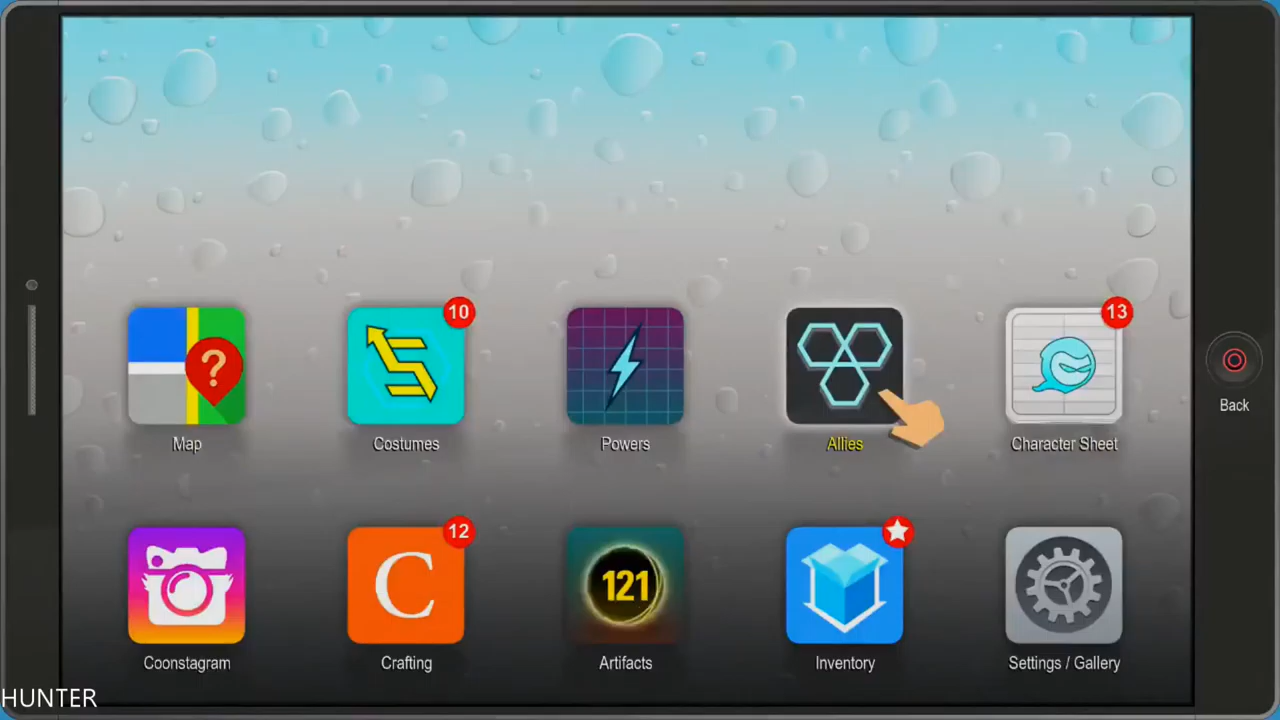 10
13
?
Map
Costumes
Powers
Allies
Character Sheet
Back
12
C
121
Coonstagram
Crafting
Artifacts
Inventory
Settings / Gallery
HUNTER